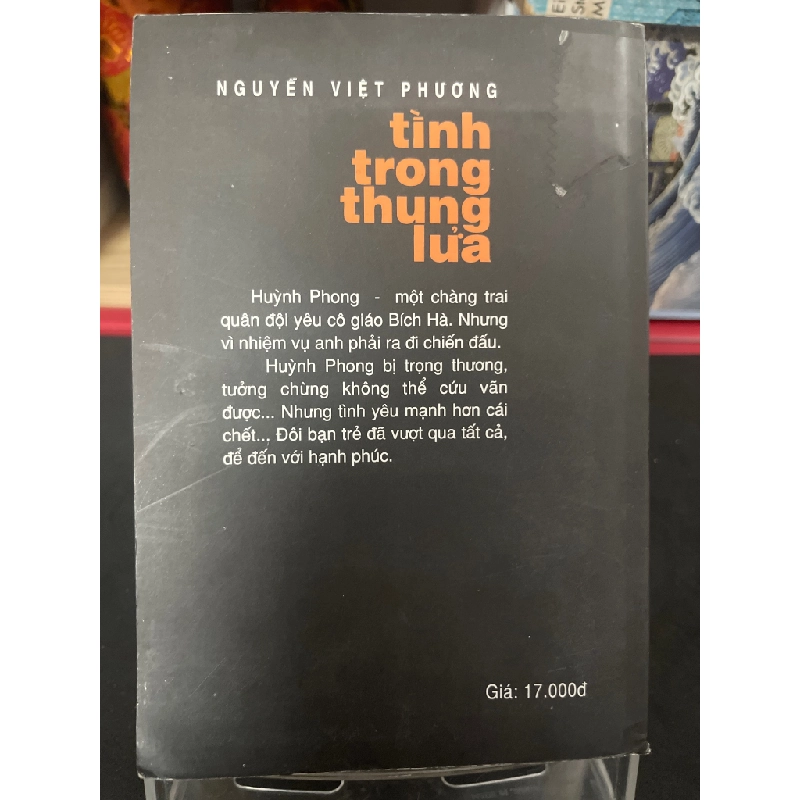 NGUYỄN VIỆT PHƯƠNG
tình
trong
thung
lửa
Huỳnh Phong - một chàng trai
quân đội yêu cô giáo Bích Hà. Nhưng
vì nhiệm vụ anh phải ra đi chiến đấu.
Huỳnh Phong bị trọng thương,
tưởng chừng không thể cứu vãn
được... Nhưng tình yêu mạnh hơn cái
chết... Đôi bạn trẻ đã vượt qua tất cả,
để đến với hạnh phúc.
Giá: 17.000đ